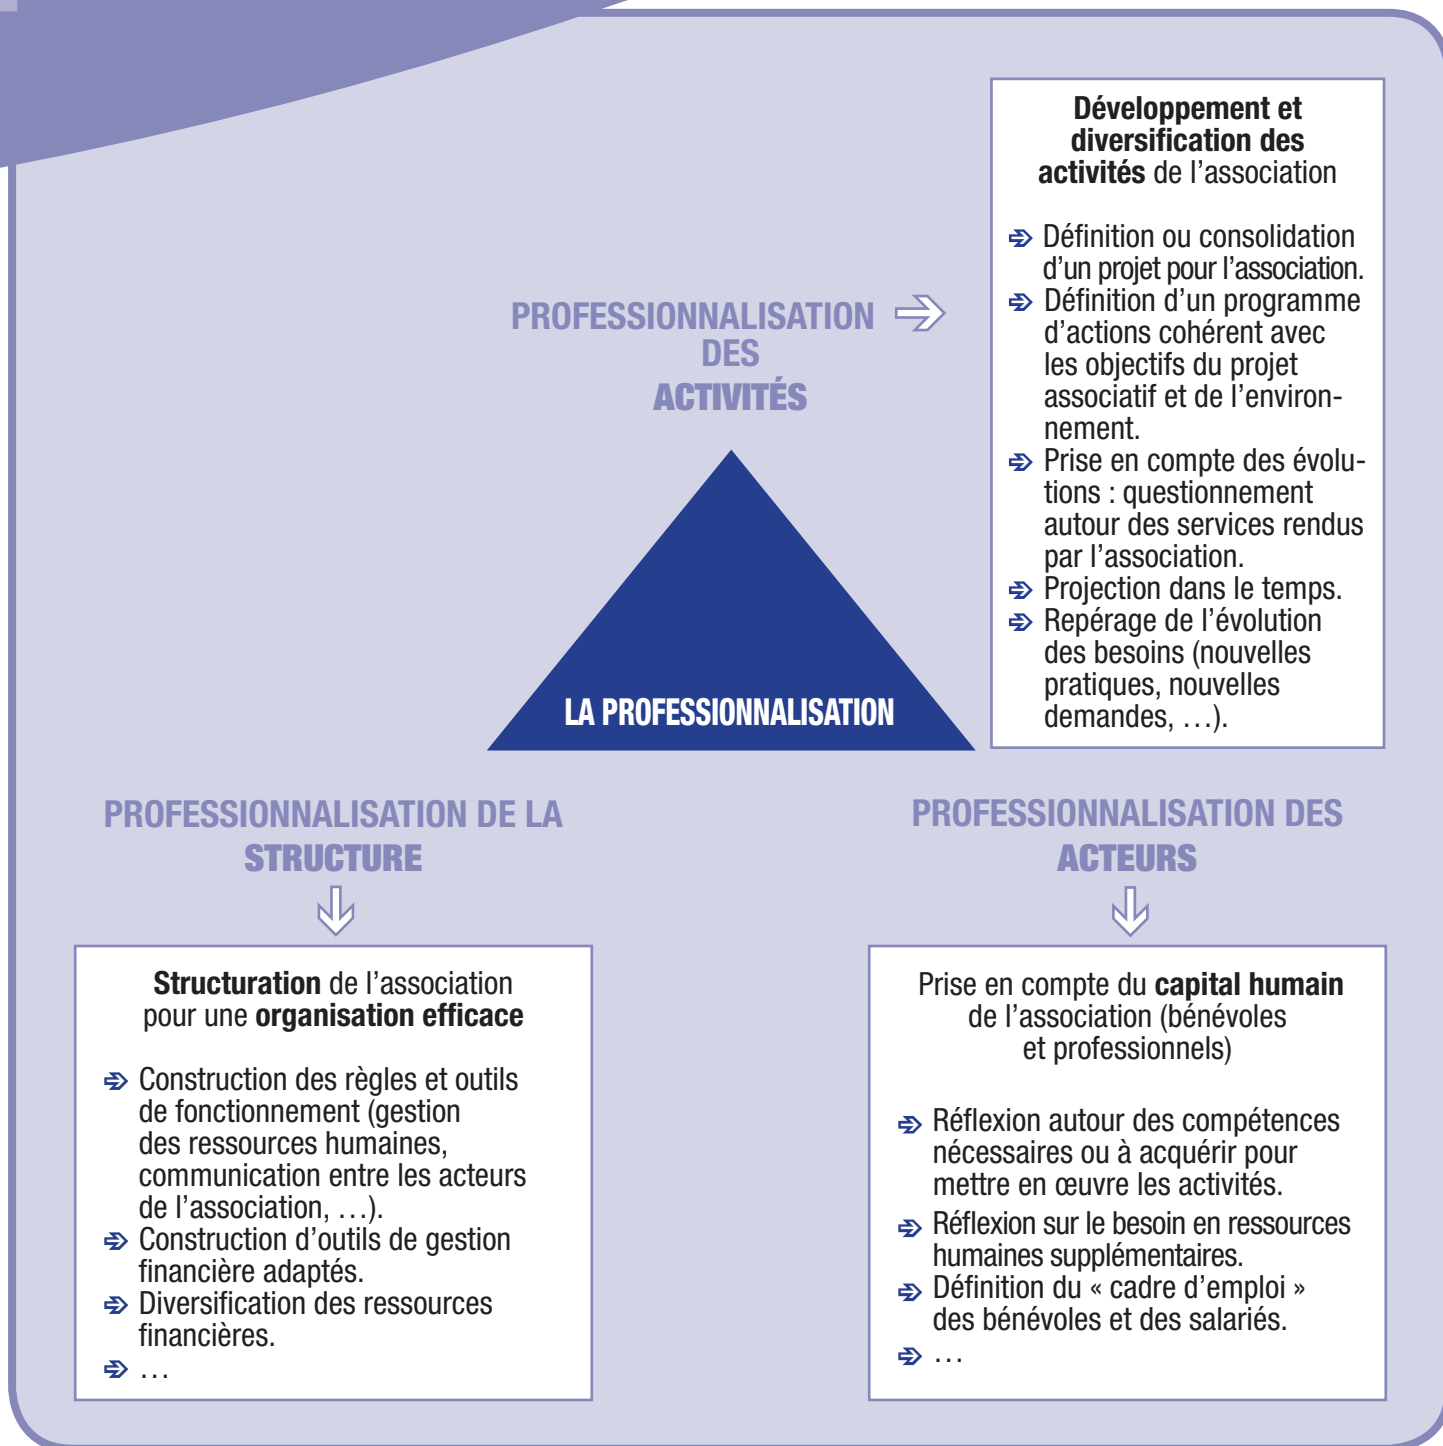 PROFESSIONNALISATION
DES
ACTIVITÉS
Développement et
diversification des
activités de l’association
Définition ou consolidation
d’un projet pour l’association.
Définition d’un programme
d’actions cohérent avec
les objectifs du projet
associatif et de l’environ-
nement.
Prise en compte des évolu-
tions : questionnement
autour des services rendus
par l’association.
Projection dans le temps.
Repérage de l’évolution
des besoins (nouvelles
pratiques, nouvelles
demandes, …).
LA PROFESSIONNALISATION
PROFESSIONNALISATION DE LA
STRUCTURE
Structuration de l’association
pour une organisation efficace
Construction des règles et outils
de fonctionnement (gestion
des ressources humaines,
communication entre les acteurs
de l’association, …).
Construction d’outils de gestion
financière adaptés.
Diversification des ressources
financières.
…
PROFESSIONNALISATION DES
ACTEURS
Prise en compte du capital humain
de l’association (bénévoles
et professionnels)
Réflexion autour des compétences
nécessaires ou à acquérir pour
mettre en œuvre les activités.
Réflexion sur le besoin en ressources
humaines supplémentaires.
Définition du « cadre d’emploi »
des bénévoles et des salariés.
…